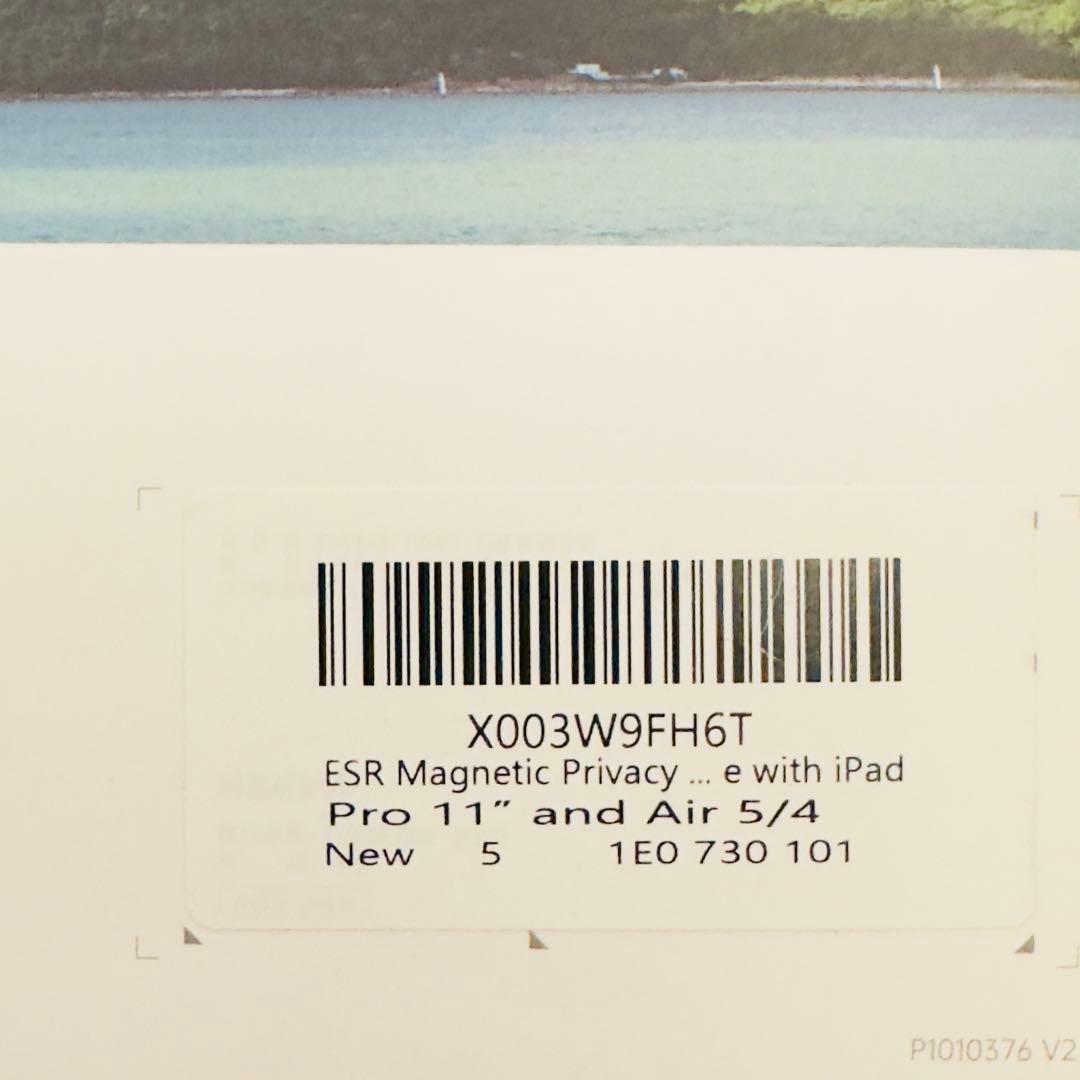 X003W9FH6T
ESR Magnetic Privacy ... e with iPad
Pro 11″ and Air 5/4
New 5 1E0 730 101
P1010376 V2